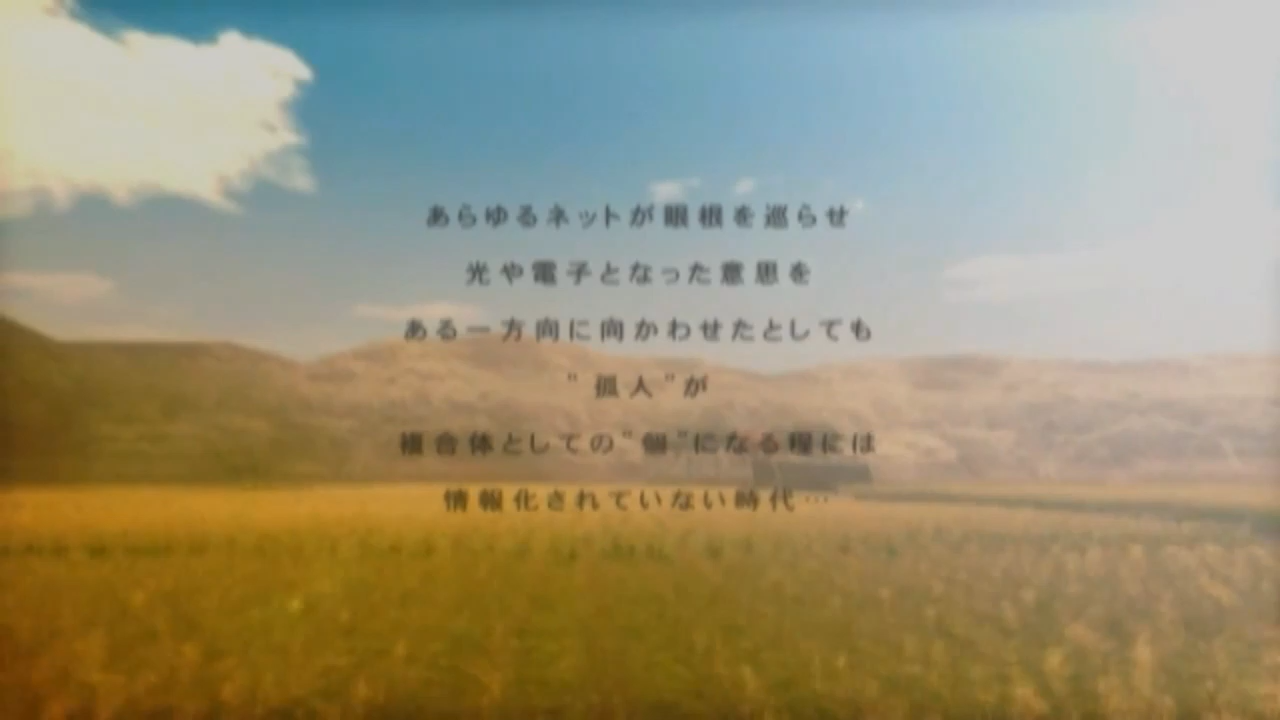 あらゆるネットが眼根を巡らせ
光や電子となった意思を
ある一方向に向かわせたとしても
“孤人”が
複合体としての“個”になる程には
情報化されていない時代…